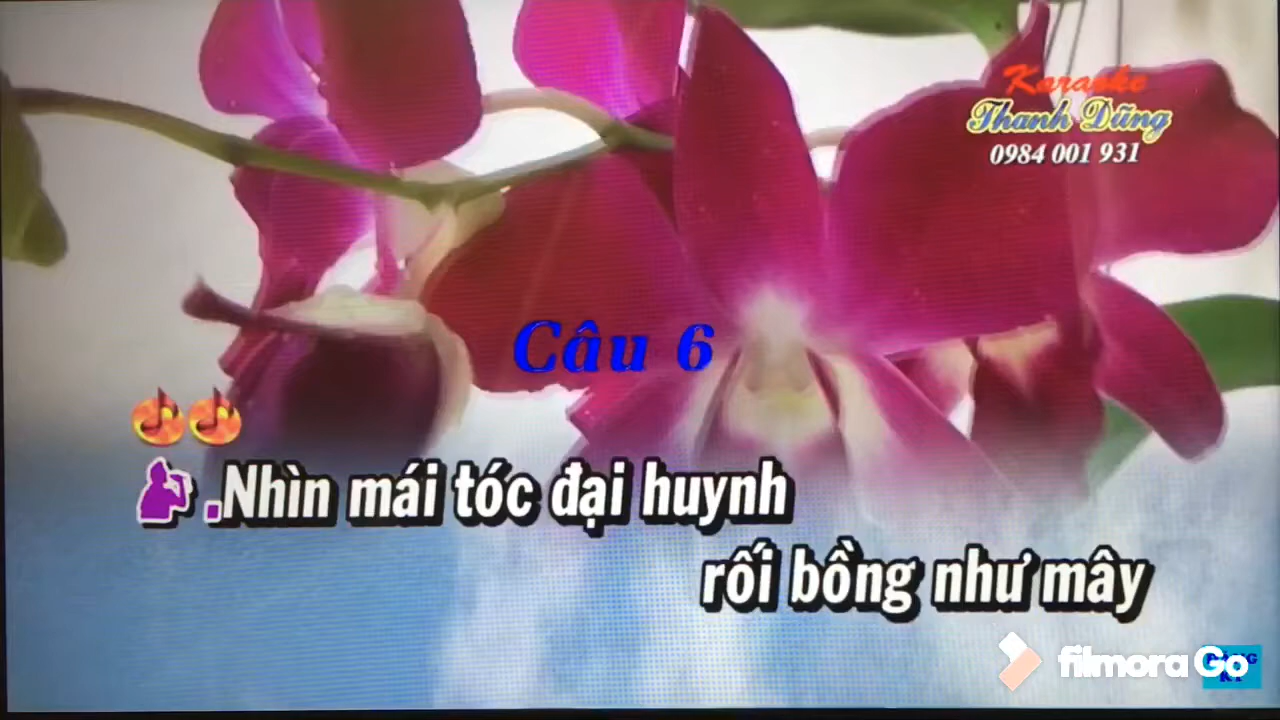 Karaoke
Thanh Dũng
0984 001 931
Câu 6
.Nhìn mái tóc đại huynh
rối bồng như mây
filmora Go